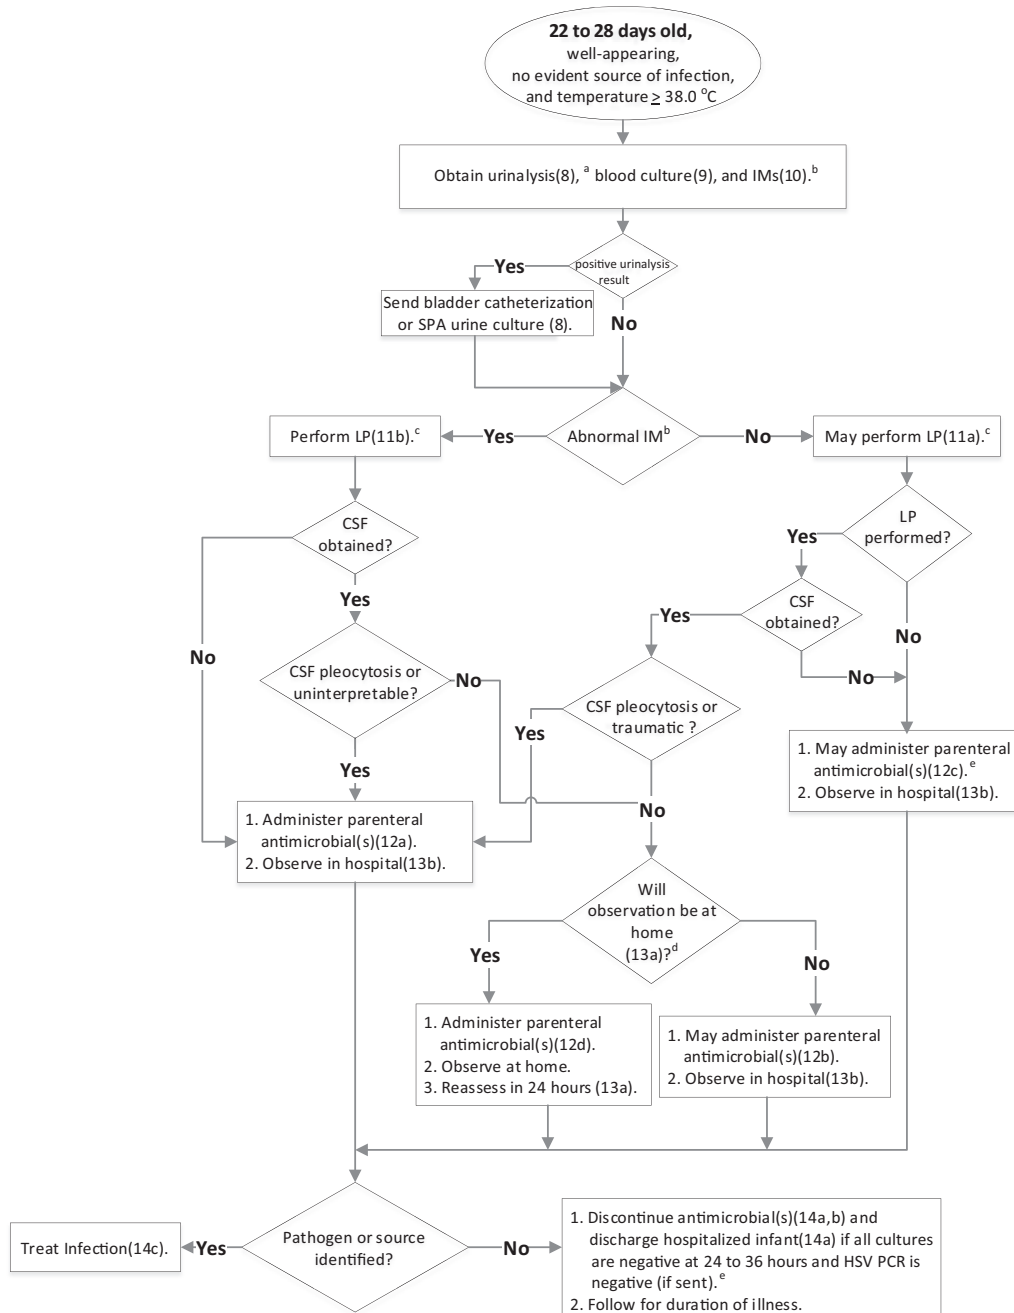 22 to 28 days old,
well-appearing,
no evident source of infection,
and temperature ≥ 38.0 °C
Obtain urinalysis(8), a blood culture(9), and IMs(10).b
positive urinalysis
result
Yes
Send bladder catheterization
or SPA urine culture (8).
No
Abnormal IMb
Yes
Perform LP(11b).c
No
May perform LP(11a).c
CSF
obtained?
LP
performed?
Yes
CSF
obtained?
Yes
Yes
No
No
No
CSF pleocytosis or
uninterpretable?
No
CSF pleocytosis or
traumatic ?
Yes
Yes
No
1. May administer parenteral
antimicrobial(s)(12c).e
2. Observe in hospital(13b).
1. Administer parenteral
antimicrobial(s)(12a).
2. Observe in hospital(13b).
Will
observation be at
home
(13a)?d
Yes
No
1. Administer parenteral
antimicrobial(s)(12d).
2. Observe at home.
3. Reassess in 24 hours (13a).
1. May administer parenteral
antimicrobial(s)(12b).
2. Observe in hospital(13b).
Pathogen or source
identified?
Yes
Treat Infection(14c).
No
1. Discontinue antimicrobial(s)(14a,b) and
discharge hospitalized infant(14a) if all cultures
are negative at 24 to 36 hours and HSV PCR is
negative (if sent).e
2. Follow for duration of illness.